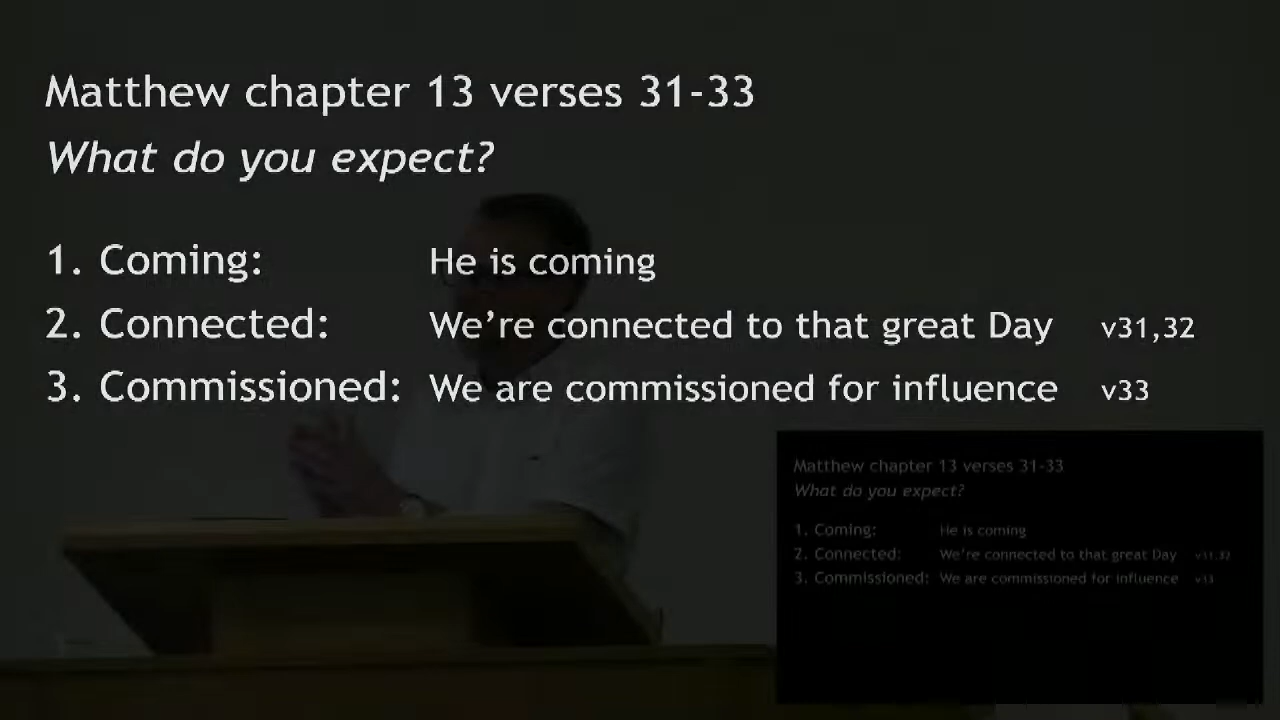 Matthew chapter 13 verses 31-33
What do you expect?
1. Coming: He is coming
2. Connected: We're connected to that great Day v31,32
3. Commissioned: We are commissioned for influence v33
Matthew chapter 13 verses 31-33
What do you expect?
1. Coming: He is coming
2. Connected: We're connected to that great Day v31,32
3. Commissioned: We are commissioned for influence v33